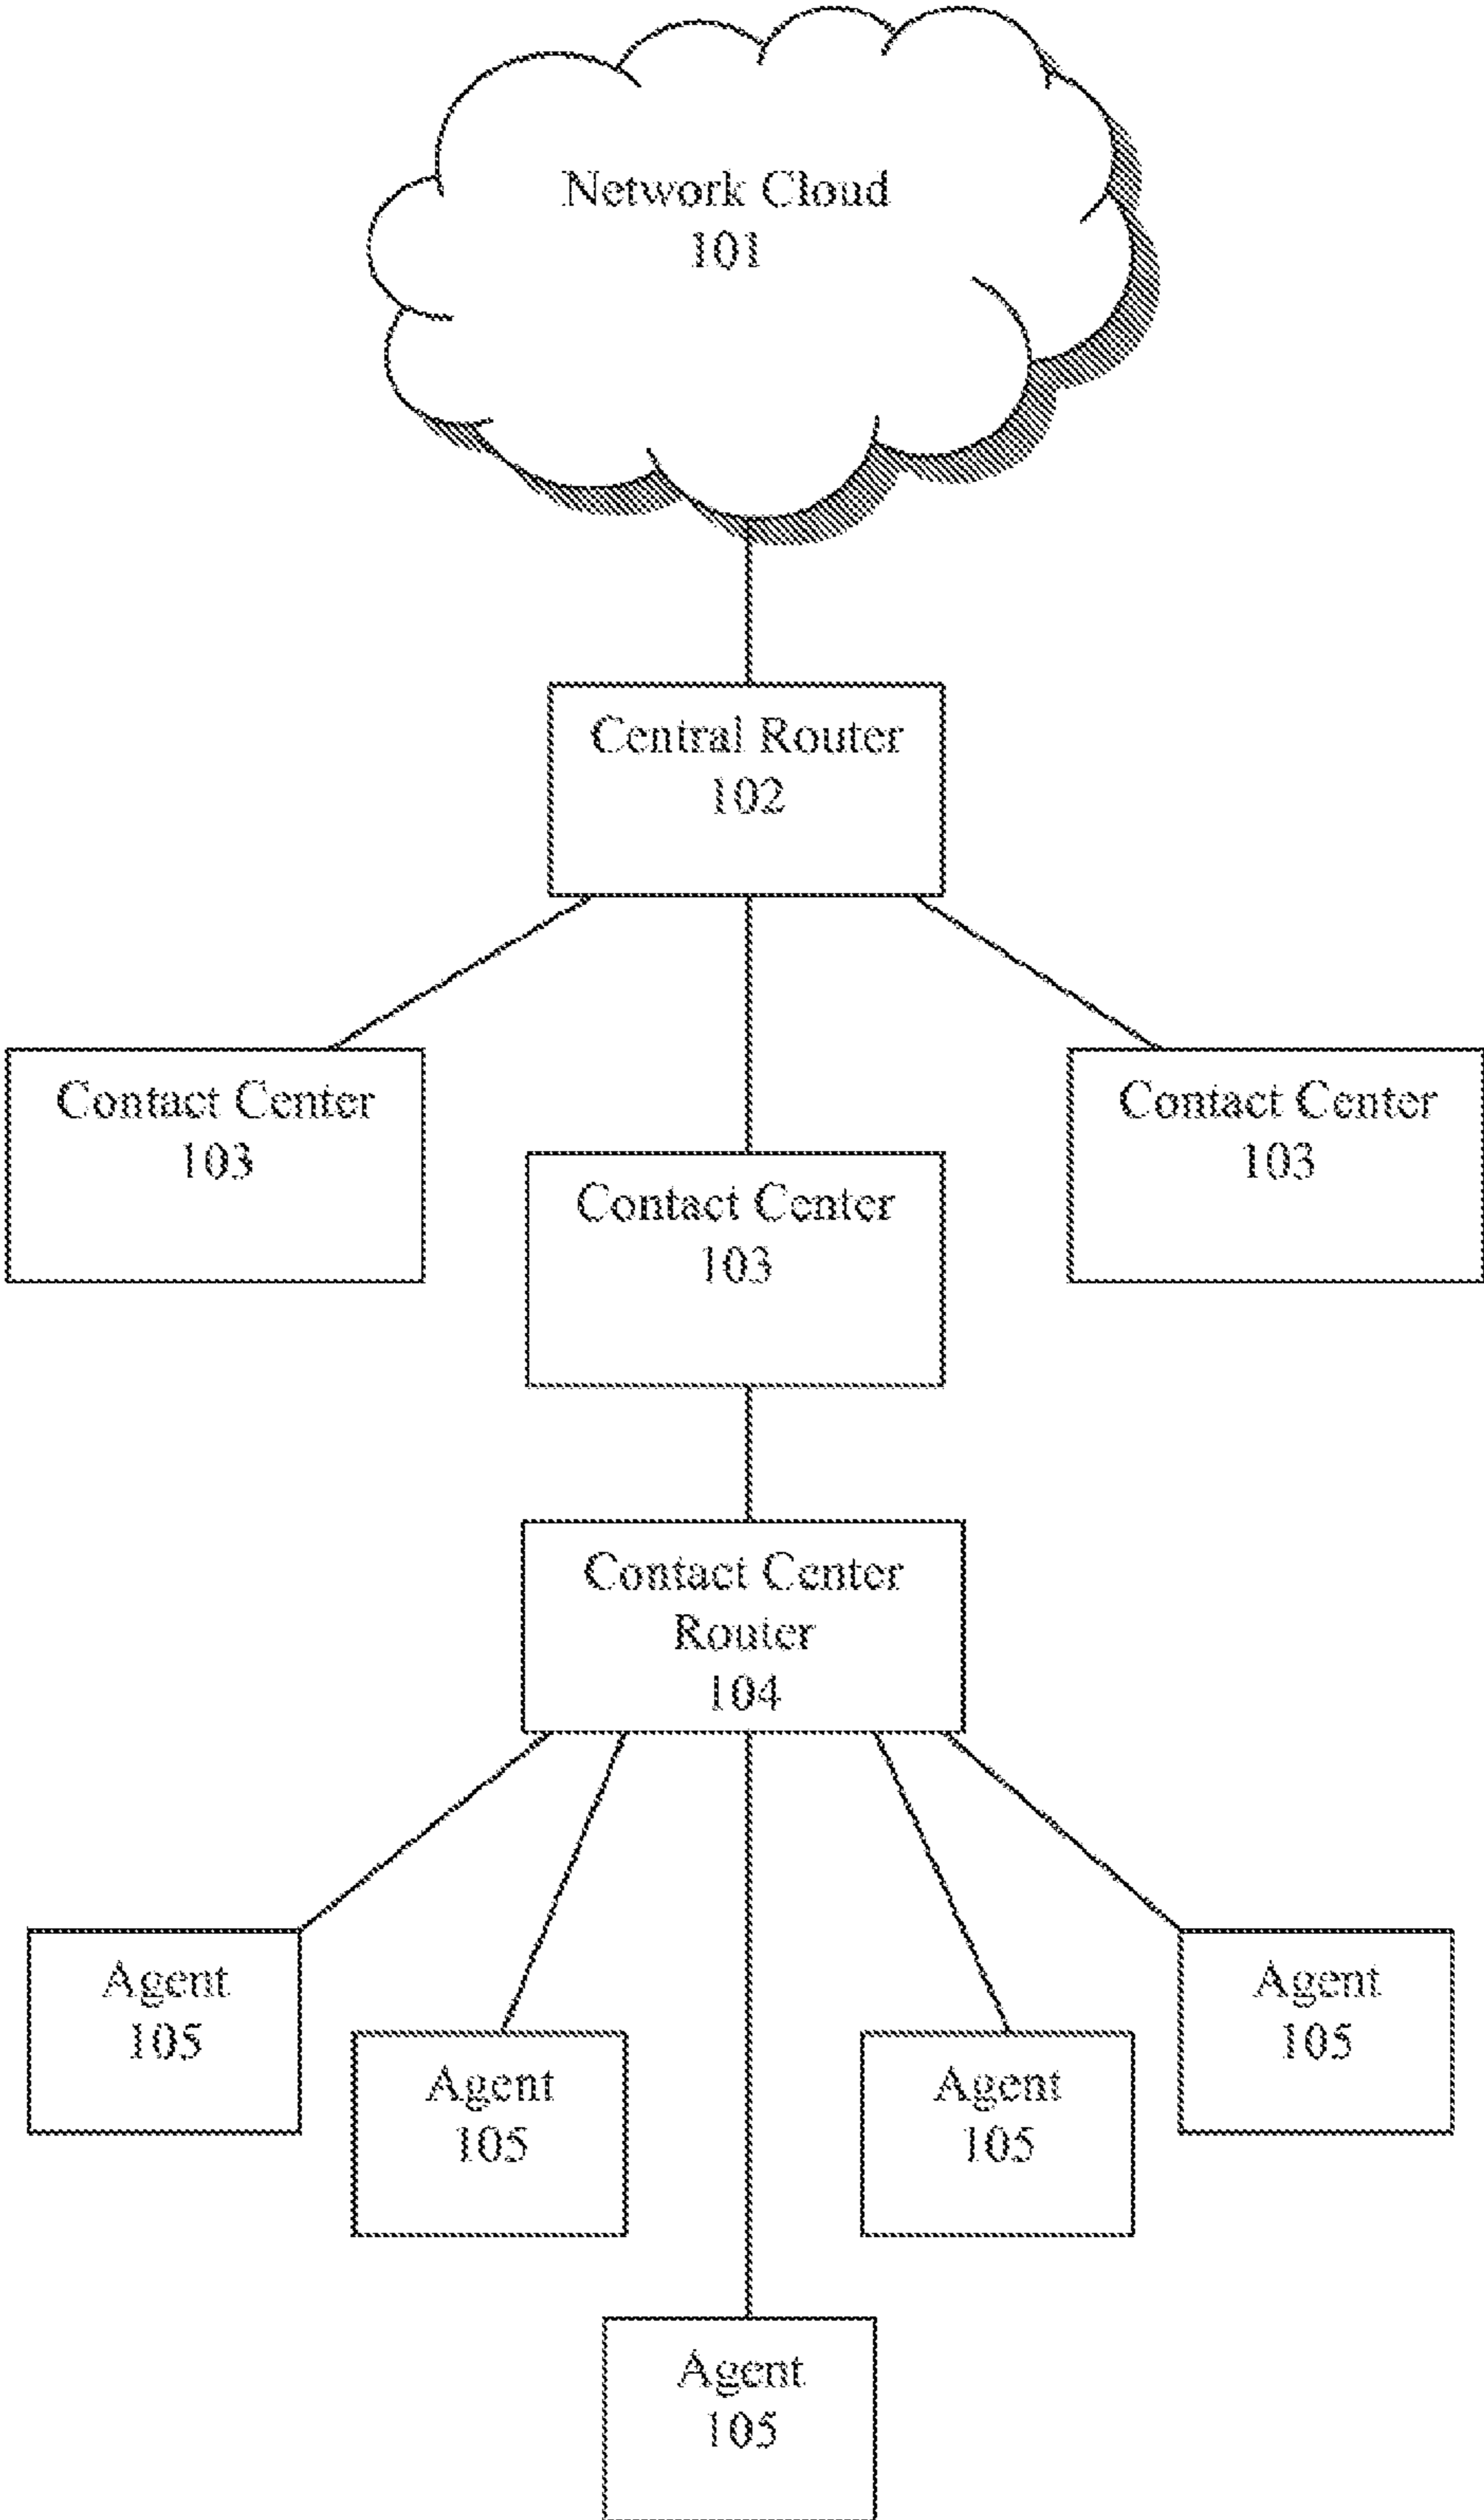 Network Cloud
101
Central Router
102
Contact Center
103
Contact Center
103
Contact Center
103
Contact Center
Router
104
Agent
105
Agent
105
Agent
105
Agent
105
Agent
105